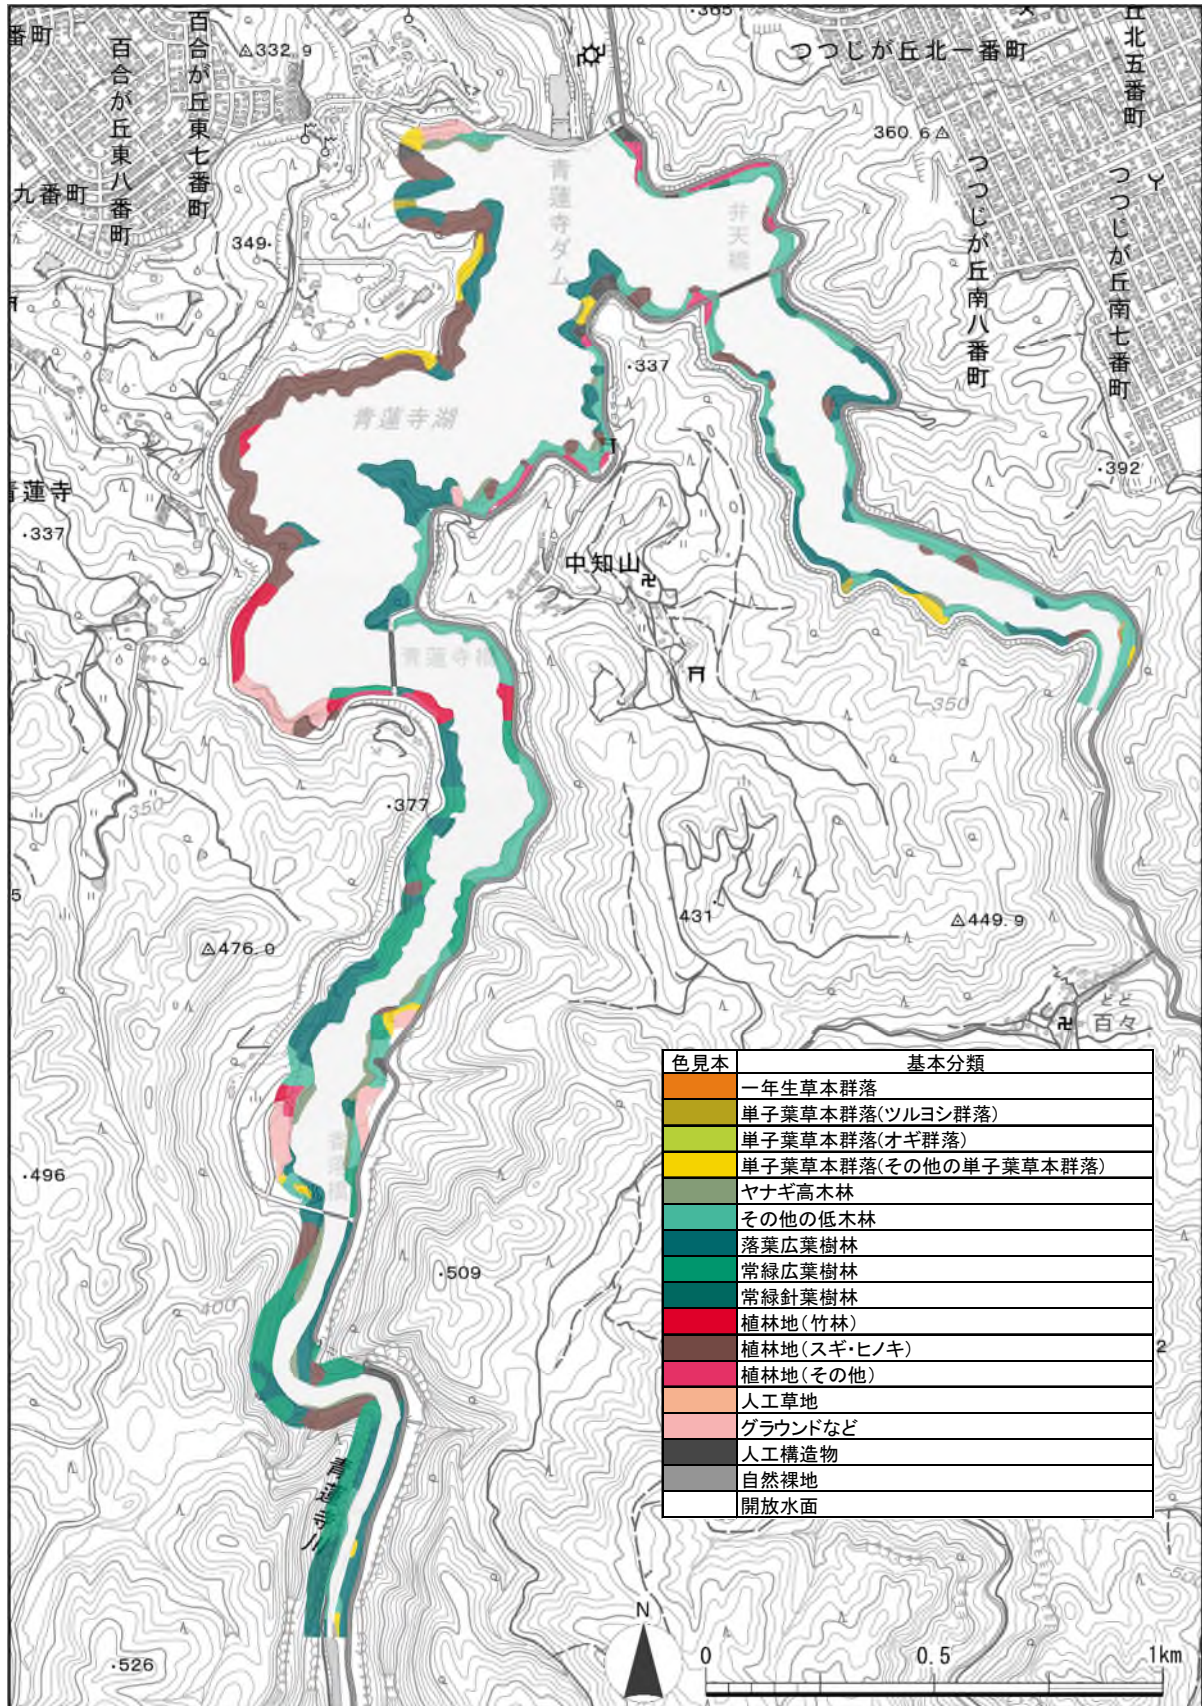 番町
百合が丘東八番町
百合が丘東七番町
332.9
・365
つつじが丘北一番町
丘北五番町
360.6
つつじが丘南八番町
つつじが丘南七番町
九番町
349
青蓮寺ダム
弁天橋
・337
青蓮寺湖
・392
青蓮寺
・337
中知山
青蓮寺橋
350
350
・377
431
449.9
476.0
どど
百々
・496
・509
400
青蓮寺川
・526
色見本 基本分類
一年生草本群落
単子葉草本群落(ツルヨシ群落)
単子葉草本群落(オギ群落)
単子葉草本群落(その他の単子葉草本群落)
ヤナギ高木林
その他の低木林
落葉広葉樹林
常緑広葉樹林
常緑針葉樹林
植林地(竹林)
植林地(スギ・ヒノキ)
植林地(その他)
人工草地
グラウンドなど
人工構造物
自然裸地
開放水面
N
0 0.5 1km